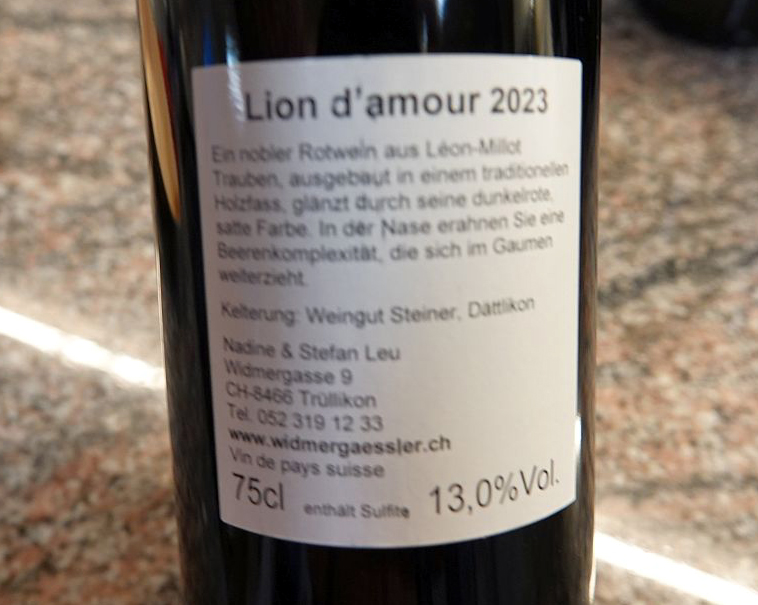 Lion d'amour 2023
Ein nobler Rotwein aus Léon-Millot
Trauben, ausgebaut in einem traditionellen
Holzfass, glänzt durch seine dunkelrote,
satte Farbe. In der Nase erahnen Sie eine
Beerenkomplexität, die sich im Gaumen
weiterzieht.
Kelterung: Weingut Steiner, Dättlikon
Nadine & Stefan Leu
Widmergasse 9
CH-8466 Trüllikon
Tel. 052 319 12 33
www.widmergaessler.ch
Vin de pays suisse
75cl enthält Sulfite 13,0%Vol.